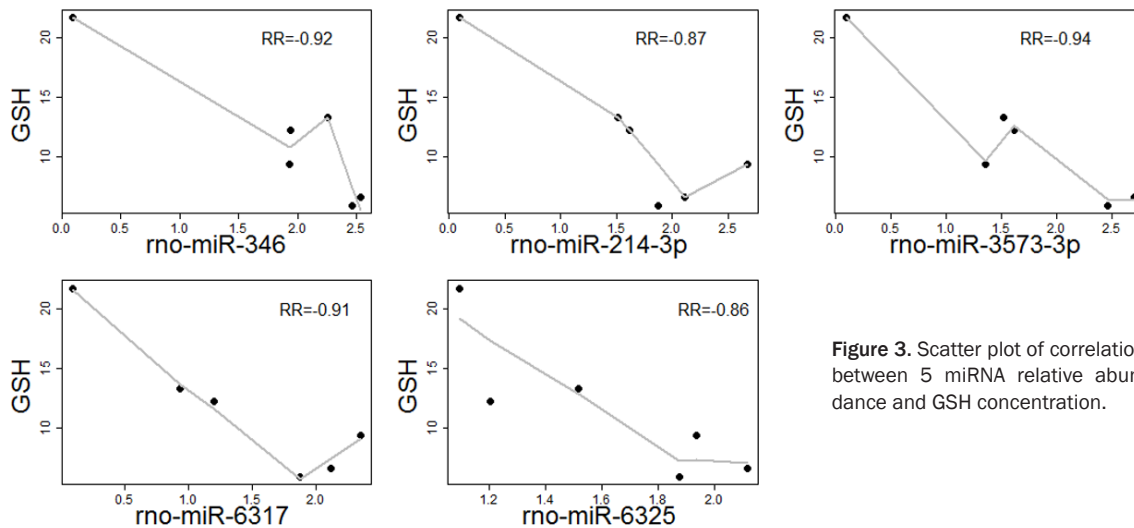 RR=-0.92
GSH
10 15 20
0.0 0.5 1.0 1.5 2.0 2.5
rno-miR-346
RR=-0.87
GSH
10 15 20
0.0 0.5 1.0 1.5 2.0 2.5
rno-miR-214-3p
RR=-0.94
GSH
10 15 20
0.0 0.5 1.0 1.5 2.0 2.5
rno-miR-3573-3p
RR=-0.91
GSH
10 15 20
0.5 1.0 1.5 2.0
rno-miR-6317
RR=-0.86
GSH
10 15 20
1.2 1.4 1.6 1.8 2.0
rno-miR-6325
Figure 3. Scatter plot of correlatio
between 5 miRNA relative abur
dance and GSH concentration.